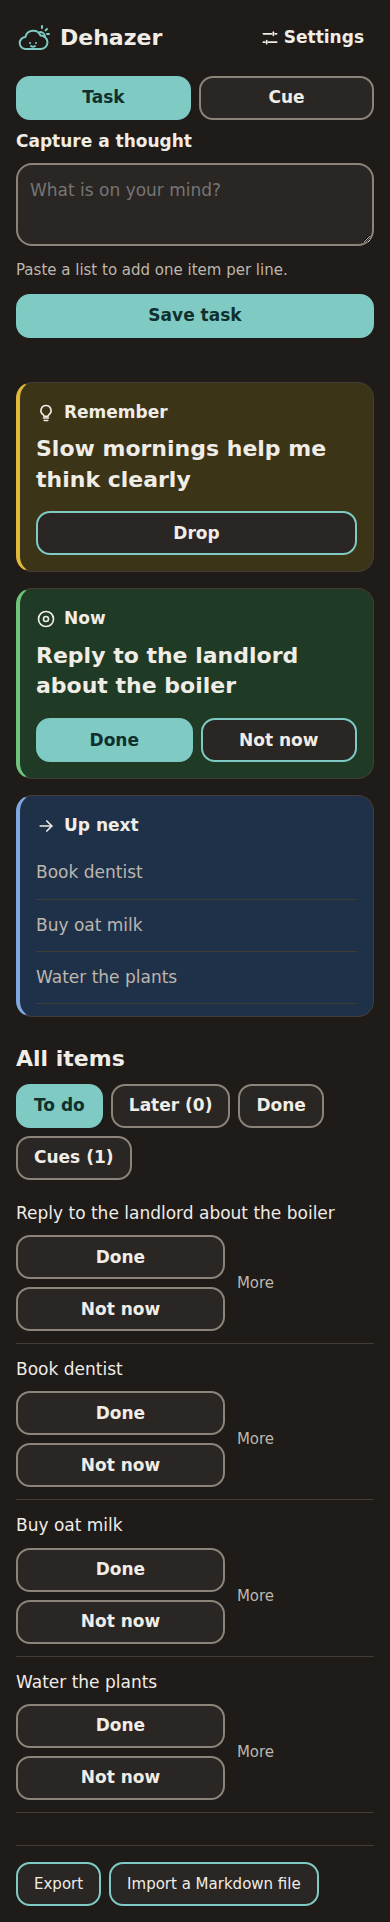 Dehazer
Settings
Task
Cue
Capture a thought
What is on your mind?
Paste a list to add one item per line.
Save task
Remember
Slow mornings help me
think clearly
Drop
Now
Reply to the landlord
about the boiler
Done
Not now
Up next
Book dentist
Buy oat milk
Water the plants
All items
To do
Later (0)
Done
Cues (1)
Reply to the landlord about the boiler
Done
More
Not now
Book dentist
Done
More
Not now
Buy oat milk
Done
More
Not now
Water the plants
Done
More
Not now
Export
Import a Markdown file